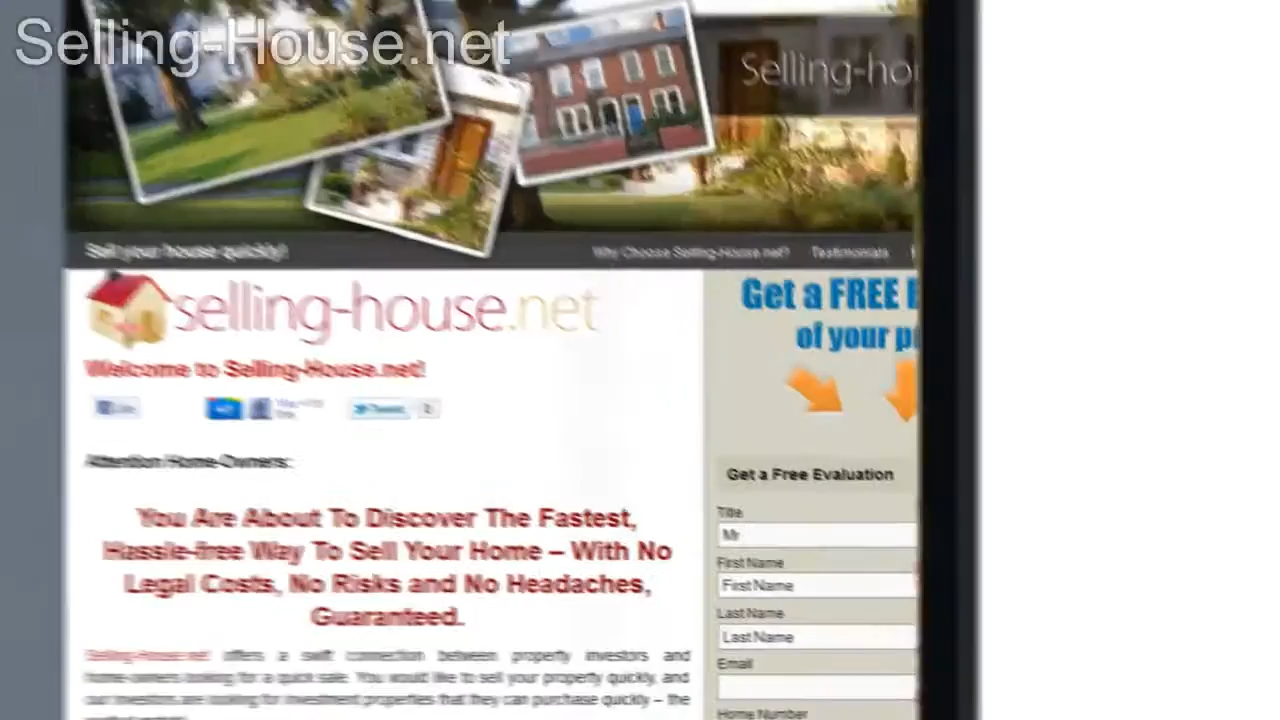 Selling-House.net
Selling-hou
Sell your house quickly!
Why Choose Selling-House.net? Testimonials
selling-house.net
Get a FREE
of your
Welcome to Selling-House.net!
Like
Tweet
Attention Home-Owners:
Get a Free Evaluation
You Are About To Discover The Fastest,
Hassle-free Way To Sell Your Home – With No
Legal Costs, No Risks and No Headaches,
Guaranteed.
Title
Mr
First Name
First Name
Last Name
Last Name
Email
Home Number
Selling-House.net offers a swift connection between property investors and
home-owners looking for a quick sale. You would like to sell your property quickly, and
our investors are looking for investment properties that they can purchase quickly – the